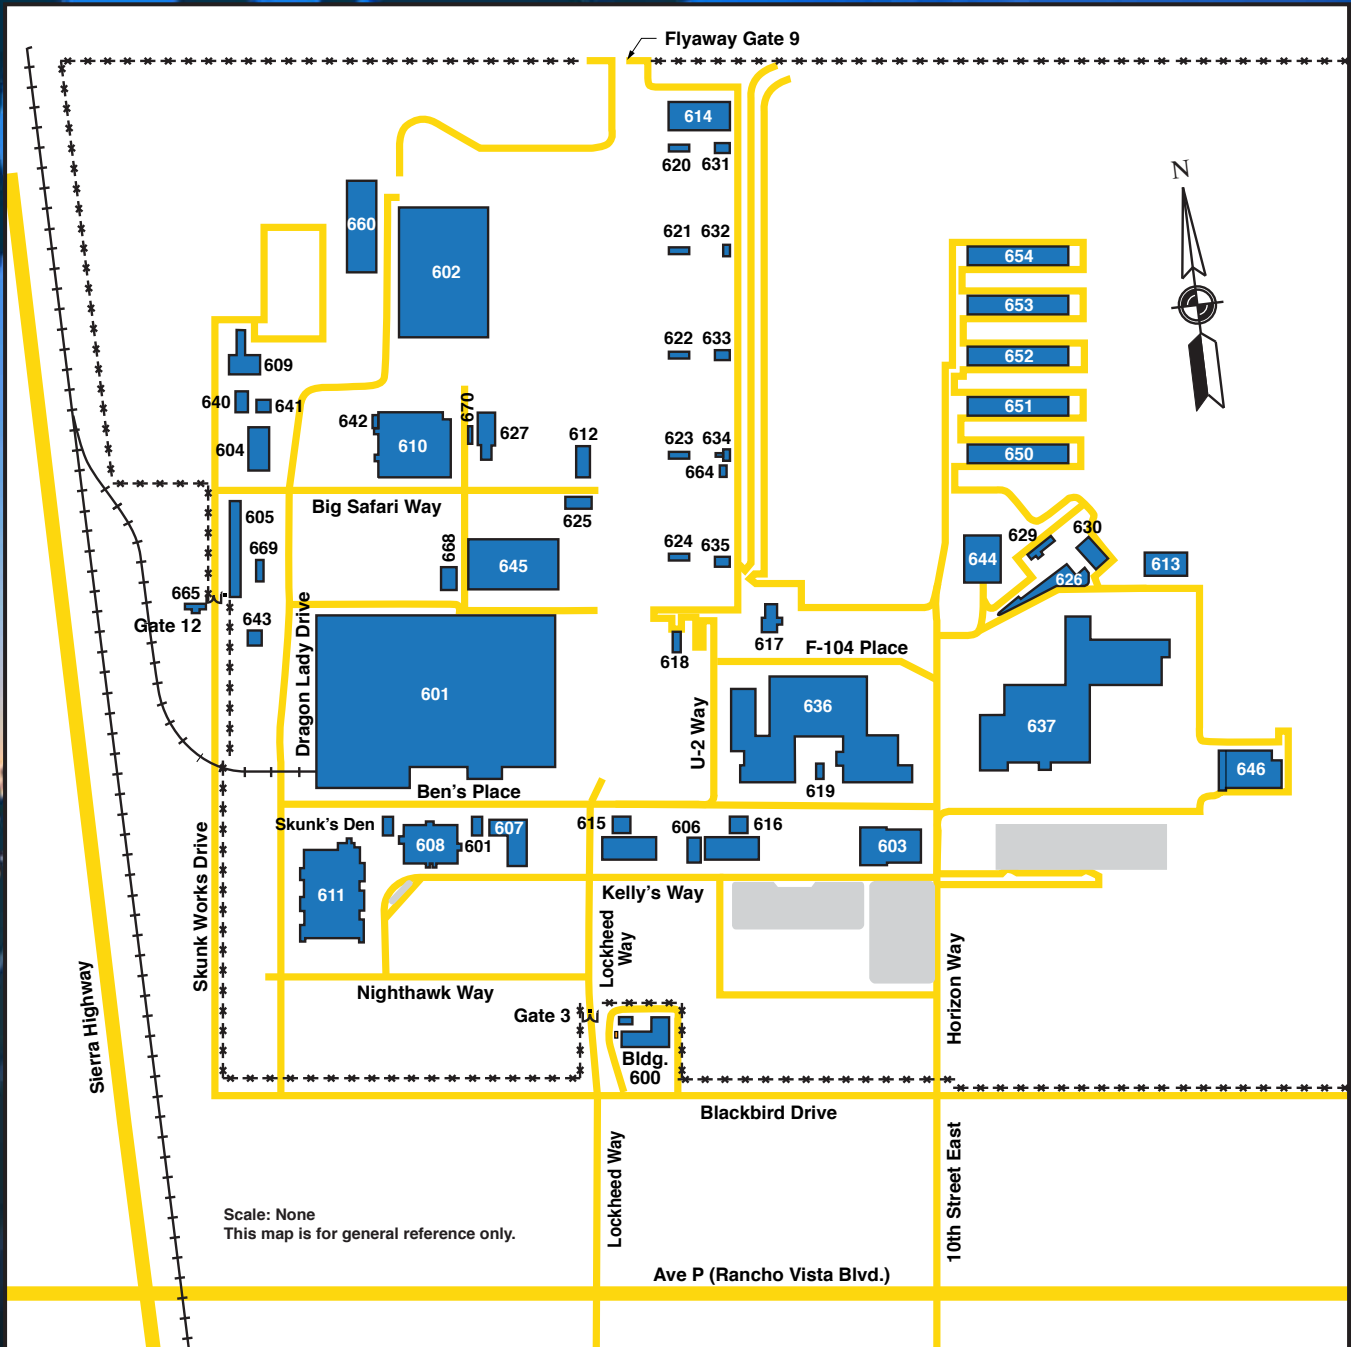 Flyaway Gate 9
614
620 631
N
660
621 632
602
654
653
622 633
652
609
640
641
651
670
642
627
612
610
604
623 634
664
650
Big Safari Way
605
625
629
630
669
668
624 635
645
644
613
626
665
Gate 12
643
Dragon Lady Drive
617
618
F-104 Place
601
U-2 Way
636
637
646
619
Ben's Place
Skunk's Den
608
601
607
615
606
616
603
Skunk Works Drive
611
Kelly's Way
Lockheed
Way
Horizon Way
Nighthawk Way
Sierra Highway
Gate 3
Bldg.
600
Blackbird Drive
Lockheed Way
10th Street East
Scale: None
This map is for general reference only.
Ave P (Rancho Vista Blvd.)